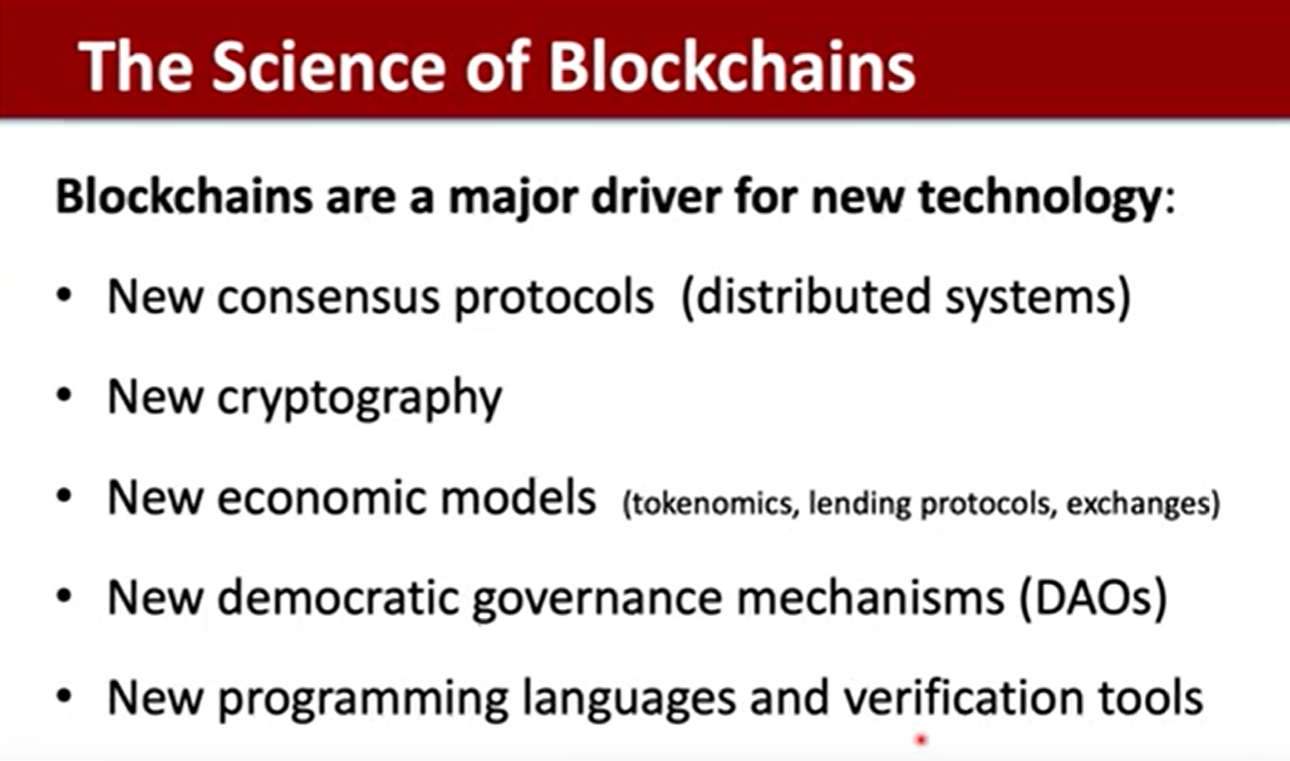 The Science of Blockchains
Blockchains are a major driver for new technology:
• New consensus protocols (distributed systems)
• New cryptography
• New economic models (tokenomics, lending protocols, exchanges)
• New democratic governance mechanisms (DAOs)
• New programming languages and verification tools